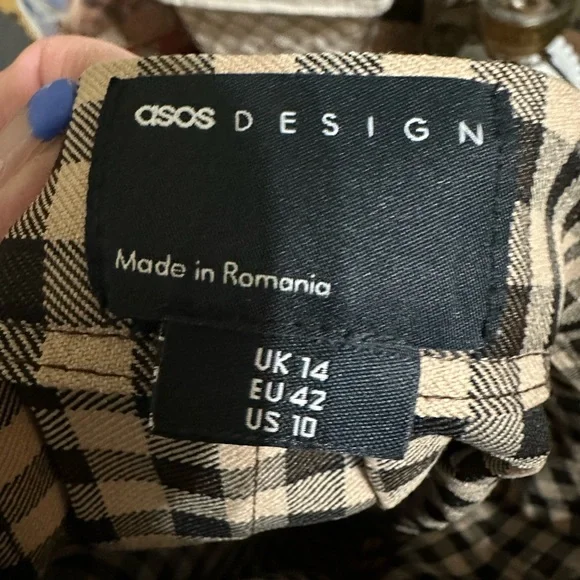 asos DESIGN
Made in Romania
UK 14
EU 42
US 10